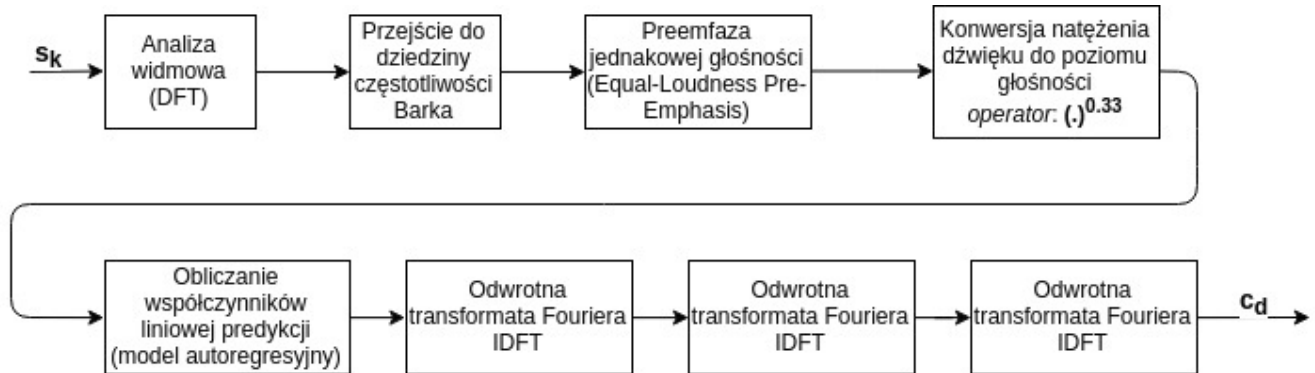 s_k
Analiza
widmowa
(DFT)
Przejście do
dziedziny
częstotliwości
Barka
Preemfaza
jednakowej głośności
(Equal-Loudness Pre-
Emphasis)
Konwersja natężenia
dźwięku do poziomu
głośności
operator: (.)^0.33
Obliczanie
współczynników
liniowej predykcji
(model autoregresyjny)
Odwrotna
transformata Fouriera
IDFT
Odwrotna
transformata Fouriera
IDFT
Odwrotna
transformata Fouriera
IDFT
c_d